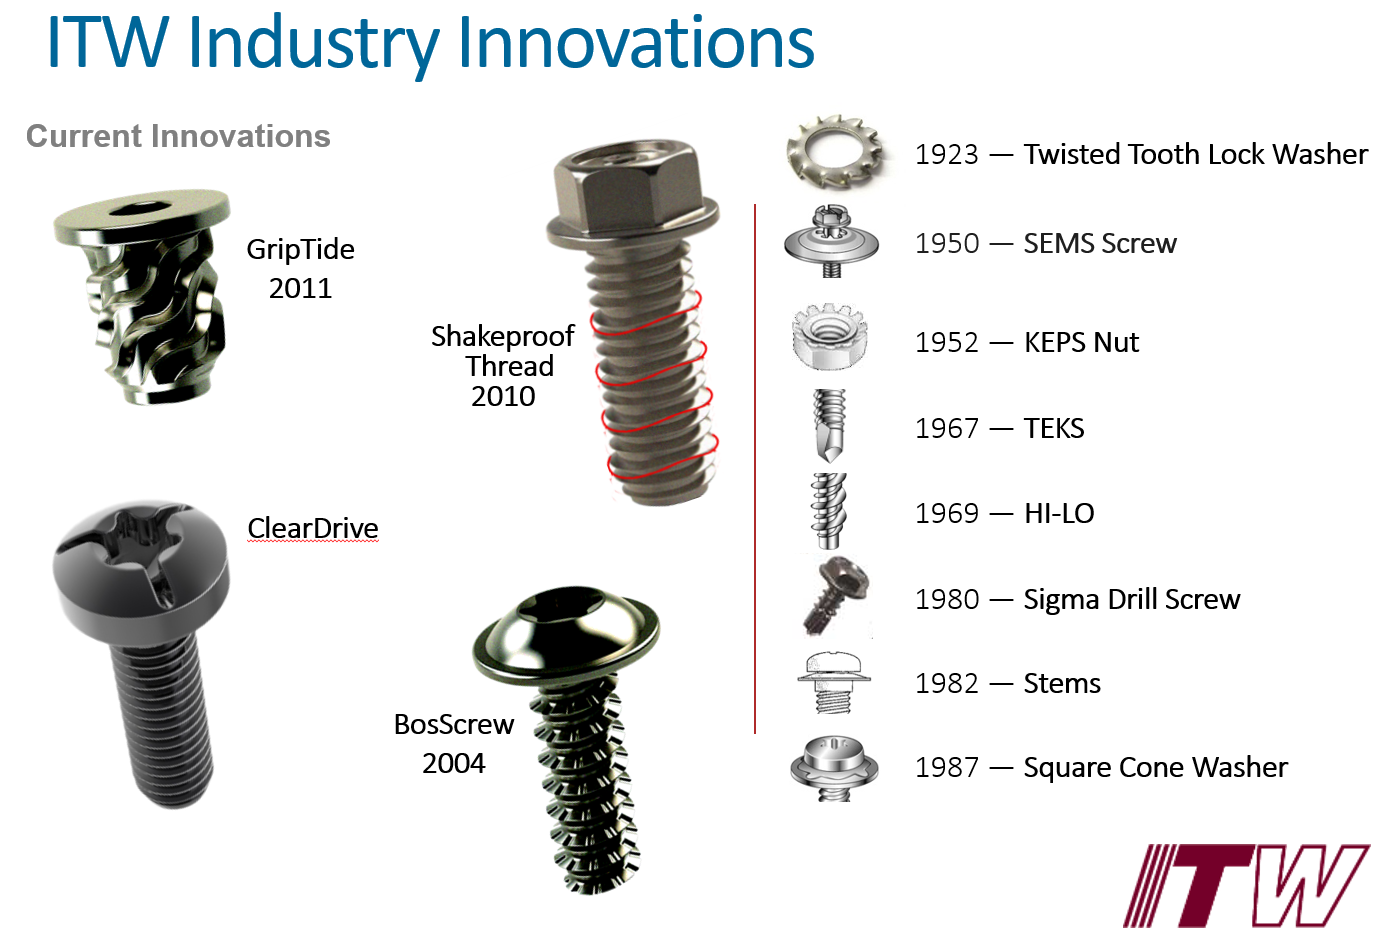 ITW Industry Innovations
Current Innovations
GripTide
2011
Shakeproof
Thread
2010
ClearDrive
BosScrew
2004
1923 — Twisted Tooth Lock Washer
1950 — SEMS Screw
1952 — KEPS Nut
1967 — TEKS
1969 — HI-LO
1980 — Sigma Drill Screw
1982 — Stems
1987 — Square Cone Washer
ITW